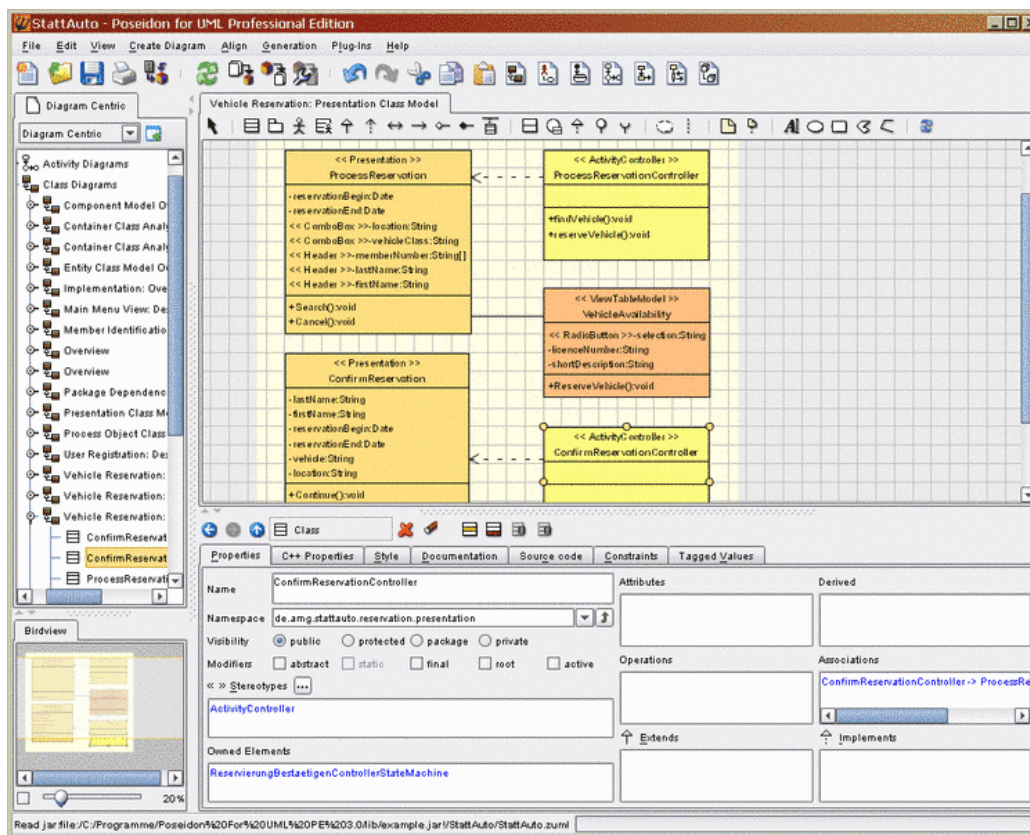 StattAuto - Poseidon for UML Professional Edition
File Edit View Create Diagram Align Generation Plug-Ins Help
Diagram Centric
Vehicle Reservation: Presentation Class Model
Diagram Centric
Activity Diagrams
Class Diagrams
Component Model O
Container Class Analy
Container Class Analy
Entity Class Model O
Implementation: Ove
Main Menu View: De
Member Identificatio
Overview
Overview
Package Dependenc
Presentation Class M
Process Object Class
User Registration: De
Vehicle Reservation:
Vehicle Reservation:
Vehicle Reservation:
ConfirmReservat
ConfirmReservat
ProcessReservati
<< Presentation >>
ProcessReservation
-reservationBegin:Date
-reservationEnd:Date
<< ComboBox >>-location:String
<< ComboBox >>-vehicleClass:String
<< Header >>-memberNumber:String[]
<< Header >>-lastName:String
<< Header >>-firstName:String
+Search():void
+Cancel():void
<< ActivityController >>
ProcessReservationController
+findVehicle():void
+reserveVehicle():void
<< ViewTableModel >>
VehicleAvailability
<< RadioButton >>-selection:String
-licenceNumber:String
-shortDescription:String
+ReserveVehicle():void
<< Presentation >>
ConfirmReservation
-lastName:String
-firstName:String
-reservationBegin:Date
-reservationEnd:Date
-vehicle:String
-location:String
+Continue():void
<< ActivityController >>
ConfirmReservationController
Class
Properties C++ Properties Style Documentation Source code Constraints Tagged Values
Name ConfirmReservationController
Namespace de.amg.stattauto.reservation.presentation
Visibility public protected package private
Modifiers abstract static final root active
« » Stereotypes ...
ActivityController
Owned Elements
ReservierungBestaetigenControllerStateMachine
Attributes Derived
Operations Associations
ConfirmReservationController -> ProcessRe
Extends Implements
Birdview
20%
Read jar:file:/C:/Programme/Poseidon%20For%20UML%20PE%203.0/lib/example.jar!/StattAuto/StattAuto.zuml